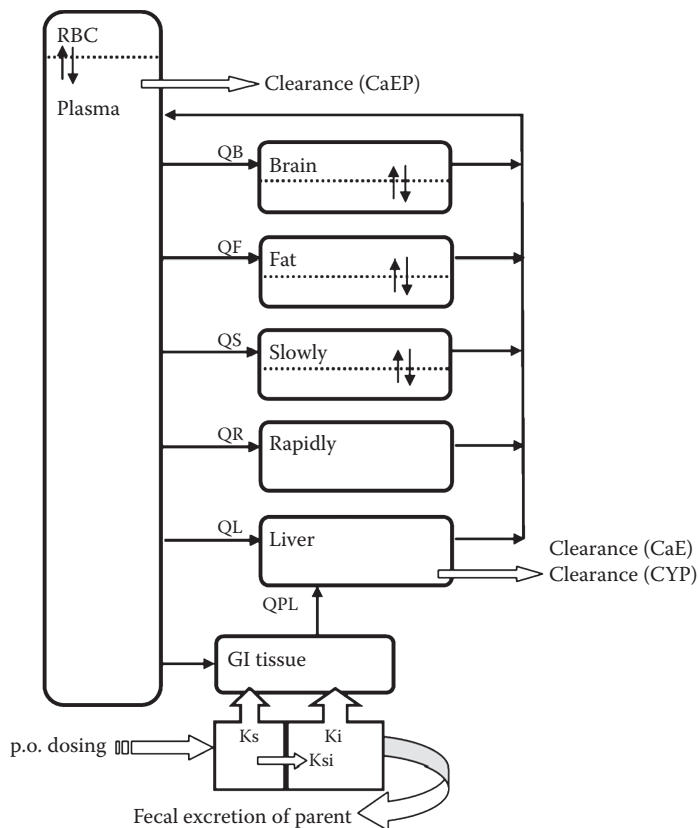 RBC
Plasma
Clearance (CaEP)
QB
Brain
QF
Fat
QS
Slowly
QR
Rapidly
QL
Liver
Clearance (CaE)
Clearance (CYP)
QPL
GI tissue
Ks
Ki
Ksi
p.o. dosing
Fecal excretion of parent